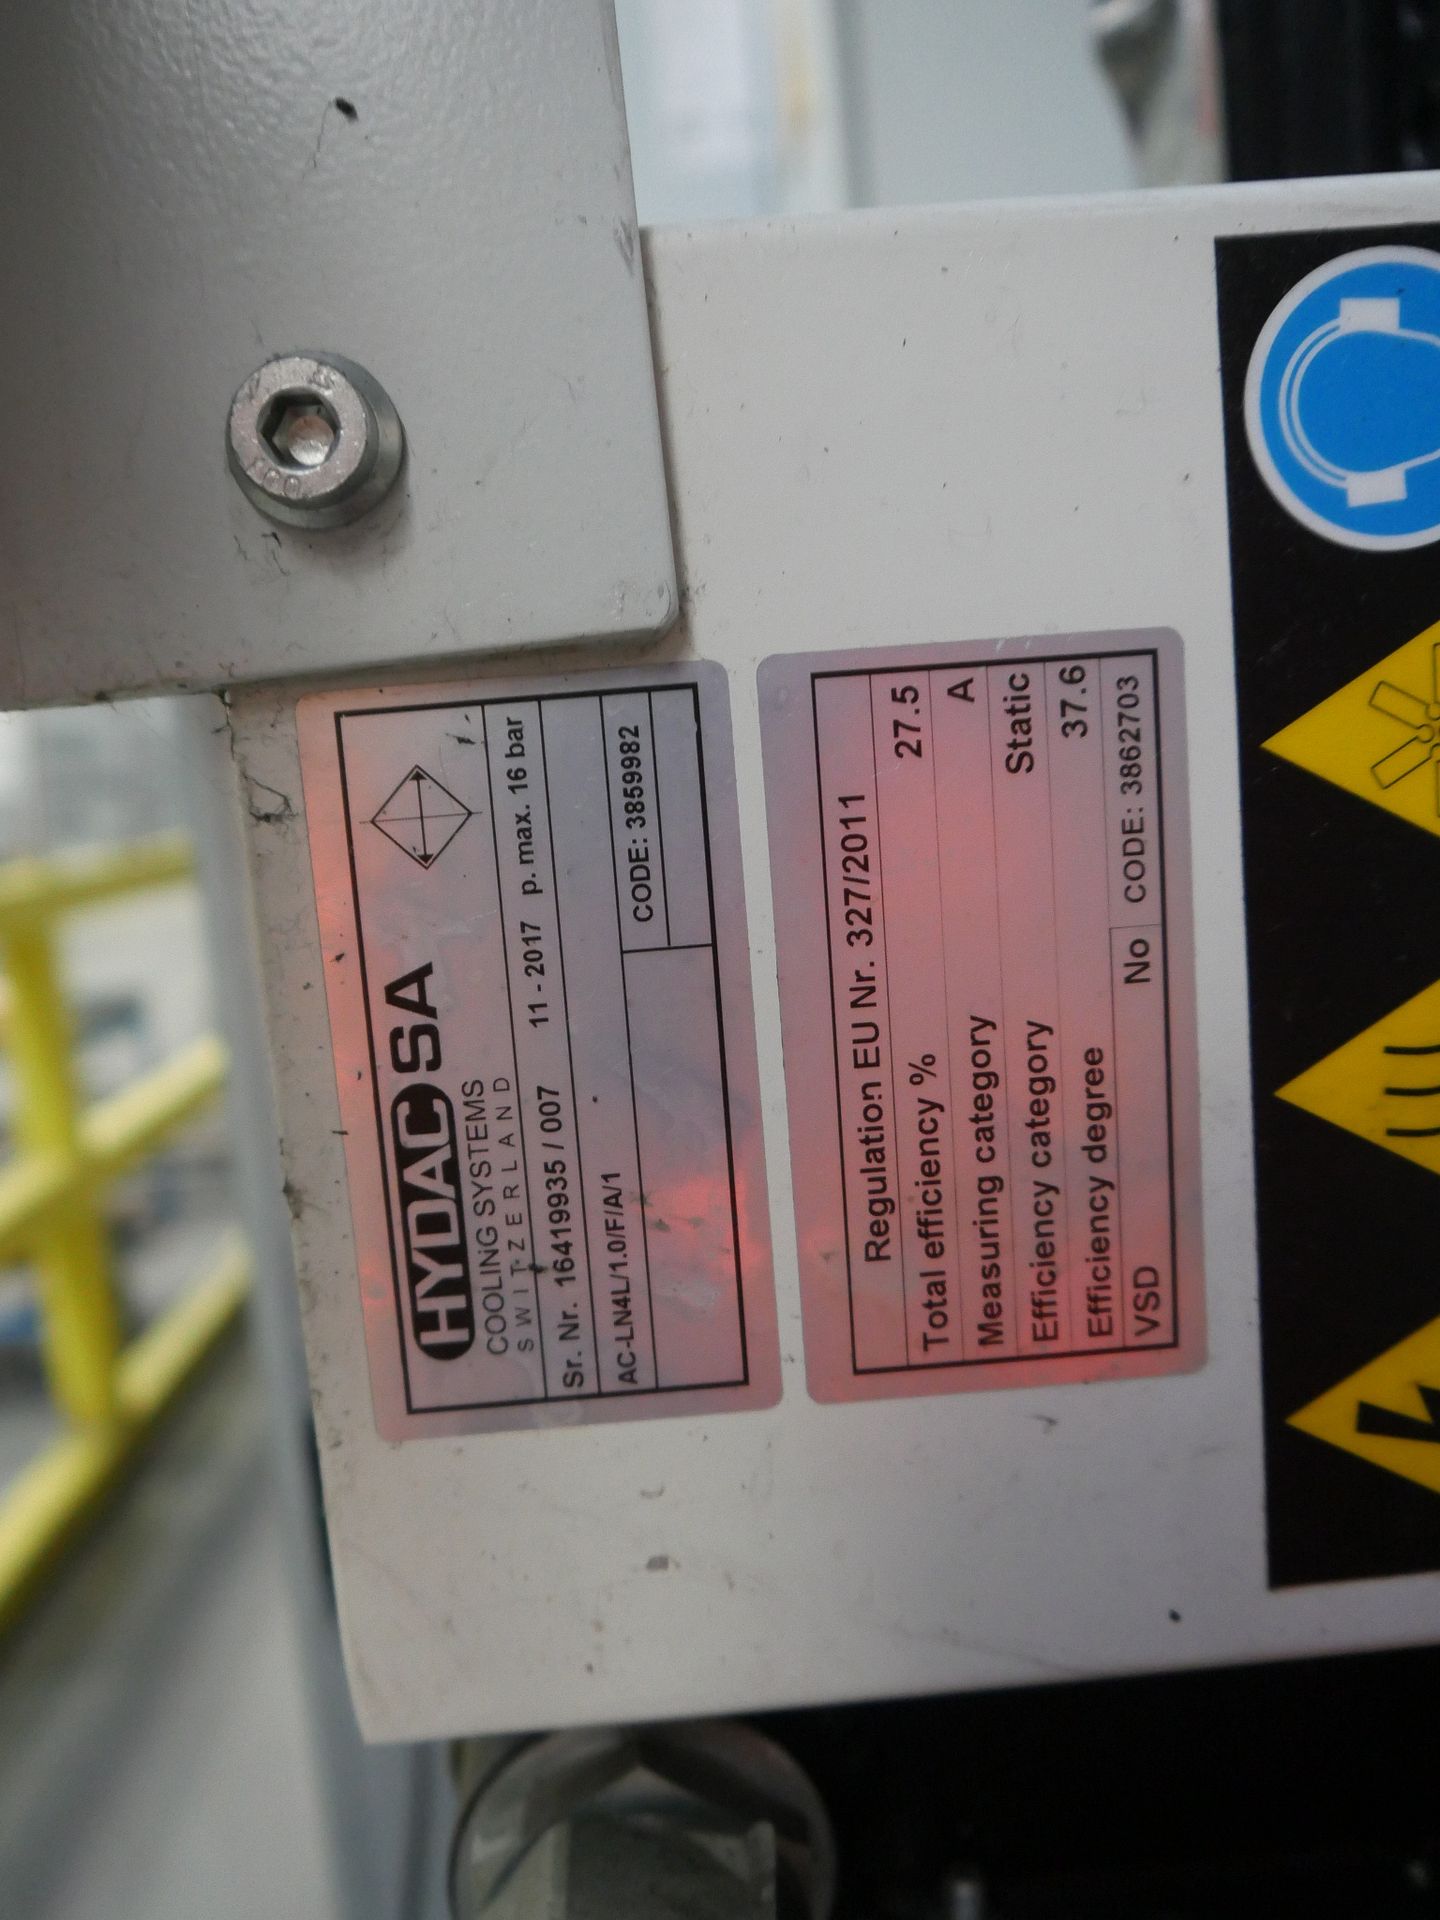 HYDAC SA
COOLING SYSTEMS
SWITZERLAND
Sr. Nr. 16419935 / 007 11 - 2017 p. max. 16 bar
AC-LN4L/1.0/F/A/1
CODE: 3859982
Regulation EU Nr. 327/2011
Total efficiency % 27.5
Measuring category A
Efficiency category Static
Efficiency degree 37.6
VSD No CODE: 3862703